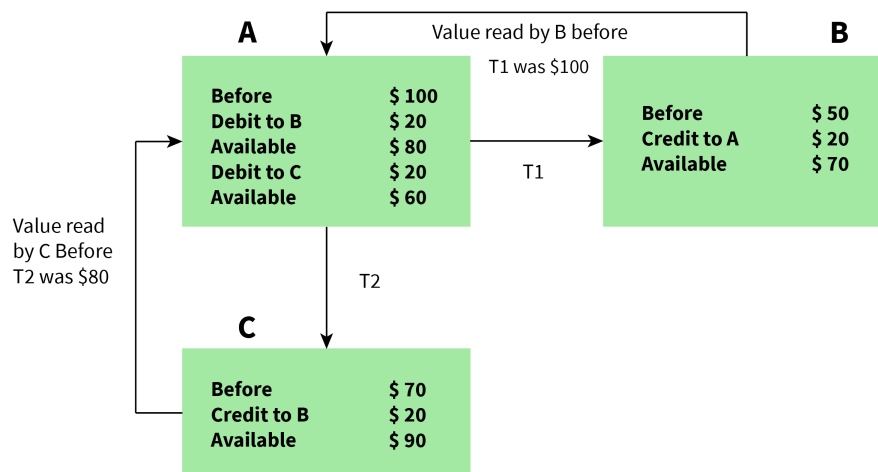 A
Value read by B before
T1 was $100
B
Before $ 100
Debit to B $ 20
Available $ 80
Debit to C $ 20
Available $ 60
Before $ 50
Credit to A $ 20
Available $ 70
T1
Value read
by C Before
T2 was $80
T2
C
Before $ 70
Credit to B $ 20
Available $ 90